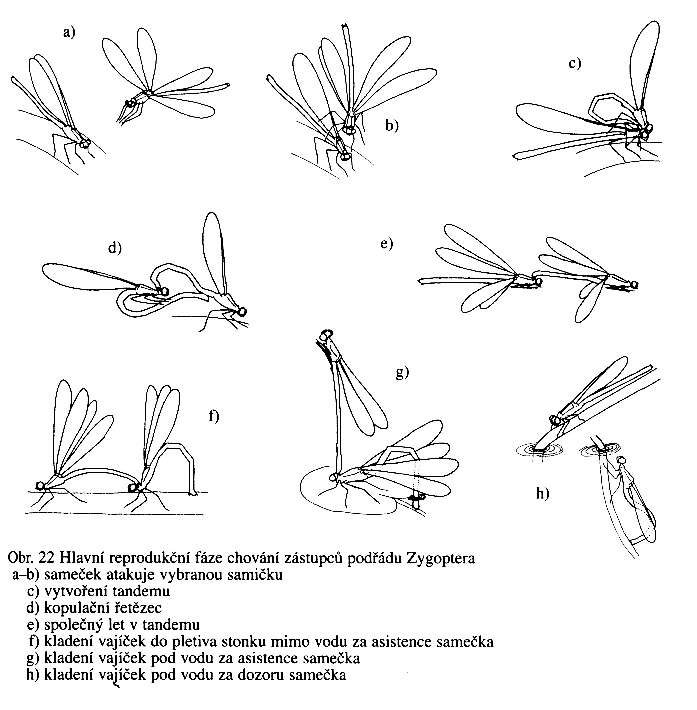 a)
b)
c)
d)
e)
f)
g)
h)
Obr. 22 Hlavní reprodukční fáze chování zástupců podřádu Zygoptera
a–b) sameček atakuje vybranou samičku
c) vytvoření tandemu
d) kopulační řetězec
e) společný let v tandemu
f) kladení vajíček do pletiva stonku mimo vodu za asistence samečka
g) kladení vajíček pod vodu za asistence samečka
h) kladení vajíček pod vodu za dozoru samečka